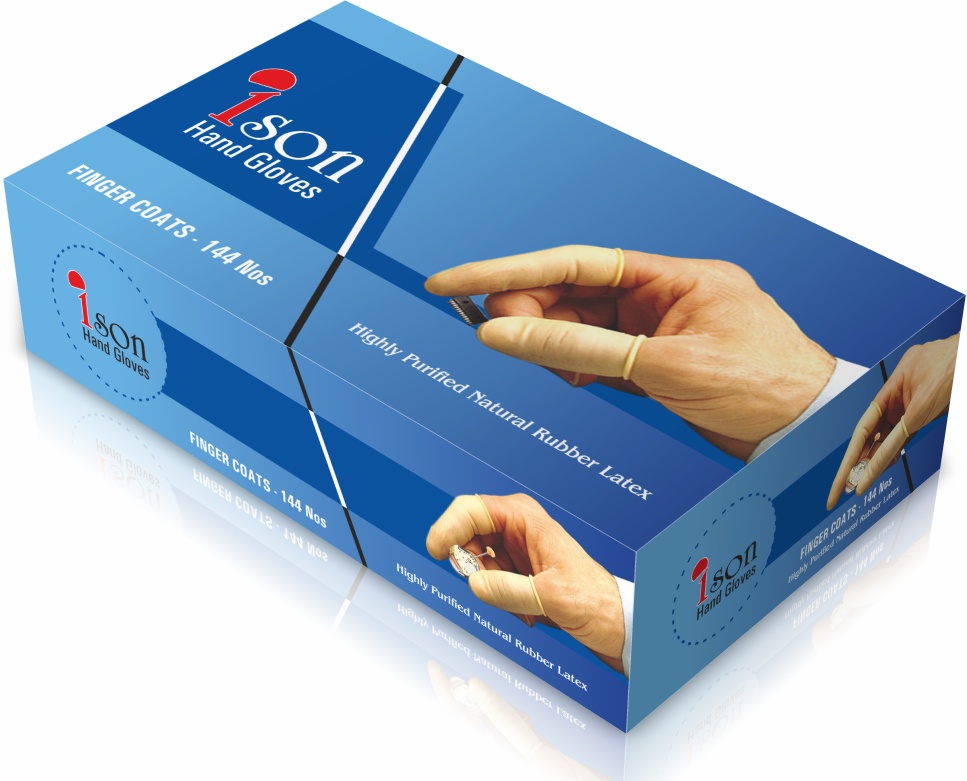 ison
Hand Gloves
FINGER COATS - 144 Nos
Highly Purified Natural Rubber Latex
ison
Hand Gloves
FINGER COATS - 144 Nos
Highly Purified Natural Rubber Latex
ison
Hand Gloves
FINGER COATS - 144 Nos
Highly Purified Natural Rubber Latex